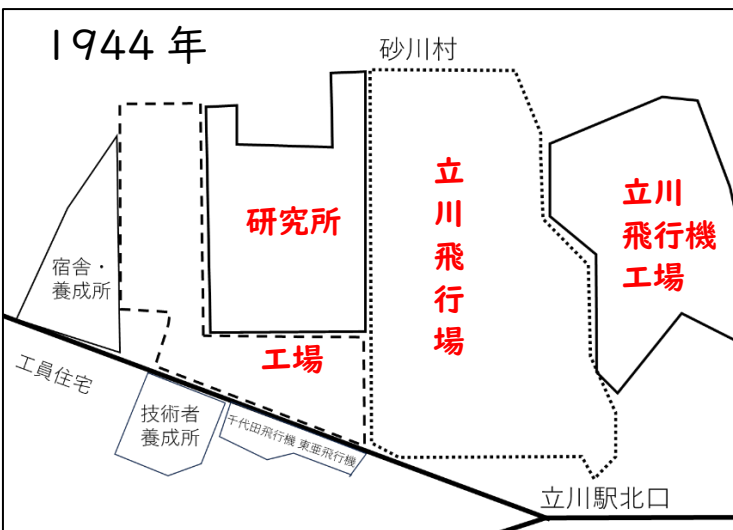 1944年
砂川村
立川飛行場
研究所
立川
飛行機
工場
宿舎・
養成所
工場
工員住宅
技術者
養成所
千代田飛行機 東亜飛行機
立川駅北口